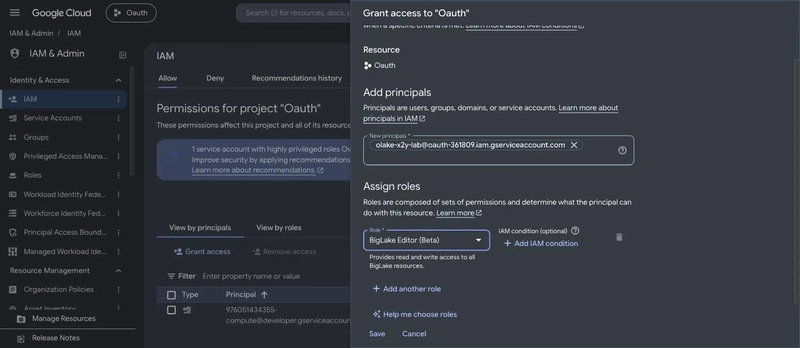 Google Cloud
Oauth
Search (/) for resources, docs, p
IAM & Admin / IAM
IAM & Admin
Identity & Access
IAM
Service Accounts
Groups
Privileged Access Mana...
Roles
Workload Identity Feder...
Workforce Identity Fed...
Principal Access Bound...
Managed Workload Ide...
Resource Management
Organization Policies
Asset Inventory
Manage Resources
Release Notes
IAM
Allow
Deny
Recommendations history
Permissions for project "Oauth"
These permissions affect this project and all of its resource
1 service account with highly privileged roles Ov
Improve security by applying recommendations
Learn more about recommendations.
View by principals
View by roles
Grant access
Remove access
Filter
Enter property name or value
Type
Principal
976051434355-
compute@developer.gserviceaccount
Grant access to "Oauth"
when a specific criteria is met. Learn more about IAM conditions
Resource
Oauth
Add principals
Principals are users, groups, domains, or service accounts. Learn more about
principals in IAM
New principals *
olake-x2y-lab@oauth-361809.iam.gserviceaccount.com
Assign roles
Roles are composed of sets of permissions and determine what the principal can
do with this resource. Learn more
Role *
BigLake Editor (Beta)
IAM condition (optional)
Add IAM condition
Provides read and write access to all
BigLake resources.
Add another role
Help me choose roles
Save
Cancel